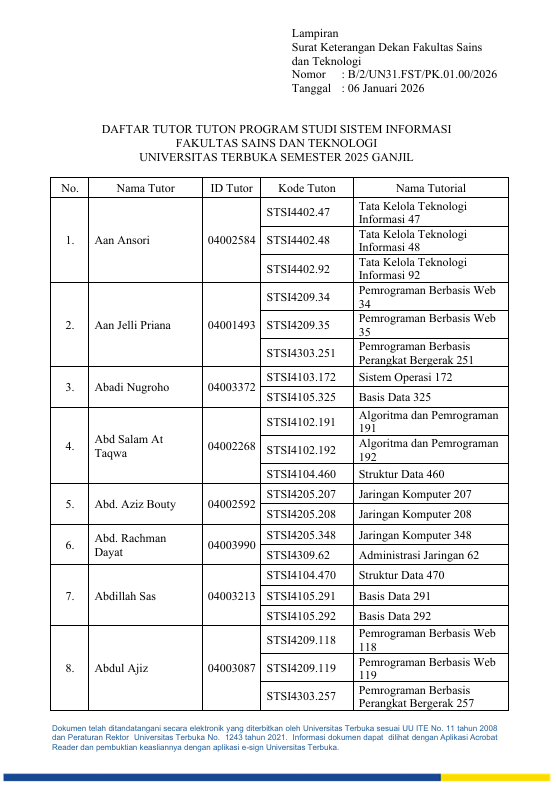 Lampiran
Surat Keterangan Dekan Fakultas Sains
dan Teknologi
Nomor : B/2/UN31.FST/PK.01.00/2026
Tanggal : 06 Januari 2026
DAFTAR TUTOR TUTON PROGRAM STUDI SISTEM INFORMASI
FAKULTAS SAINS DAN TEKNOLOGI
UNIVERSITAS TERBUKA SEMESTER 2025 GANJIL
No. Nama Tutor ID Tutor Kode Tuton Nama Tutorial
1. Aan Ansori 04002584
STSI4402.47 Tata Kelola Teknologi
Informasi 47
STSI4402.48 Tata Kelola Teknologi
Informasi 48
STSI4402.92 Tata Kelola Teknologi
Informasi 92
2. Aan Jelli Priana 04001493
STSI4209.34 Pemrograman Berbasis Web
34
STSI4209.35 Pemrograman Berbasis Web
35
STSI4303.251 Pemrograman Berbasis
Perangkat Bergerak 251
3. Abadi Nugroho 04003372
STSI4103.172 Sistem Operasi 172
STSI4105.325 Basis Data 325
4. Abd Salam At
Taqwa 04002268
STSI4102.191 Algoritma dan Pemrograman
191
STSI4102.192 Algoritma dan Pemrograman
192
STSI4104.460 Struktur Data 460
5. Abd. Aziz Bouty 04002592
STSI4205.207 Jaringan Komputer 207
STSI4205.208 Jaringan Komputer 208
6. Abd. Rachman
Dayat 04003990
STSI4205.348 Jaringan Komputer 348
STSI4309.62 Administrasi Jaringan 62
7. Abdillah Sas 04003213
STSI4104.470 Struktur Data 470
STSI4105.291 Basis Data 291
STSI4105.292 Basis Data 292
8. Abdul Ajiz 04003087
STSI4209.118 Pemrograman Berbasis Web
118
STSI4209.119 Pemrograman Berbasis Web
119
STSI4303.257 Pemrograman Berbasis
Perangkat Bergerak 257
Dokumen telah ditandatangani secara elektronik yang diterbitkan oleh Universitas Terbuka sesuai UU ITE No. 11 tahun 2008
dan Peraturan Rektor Universitas Terbuka No. 1243 tahun 2021. Informasi dokumen dapat dilihat dengan Aplikasi Acrobat
Reader dan pembuktian keasliannya dengan aplikasi e-sign Universitas Terbuka.